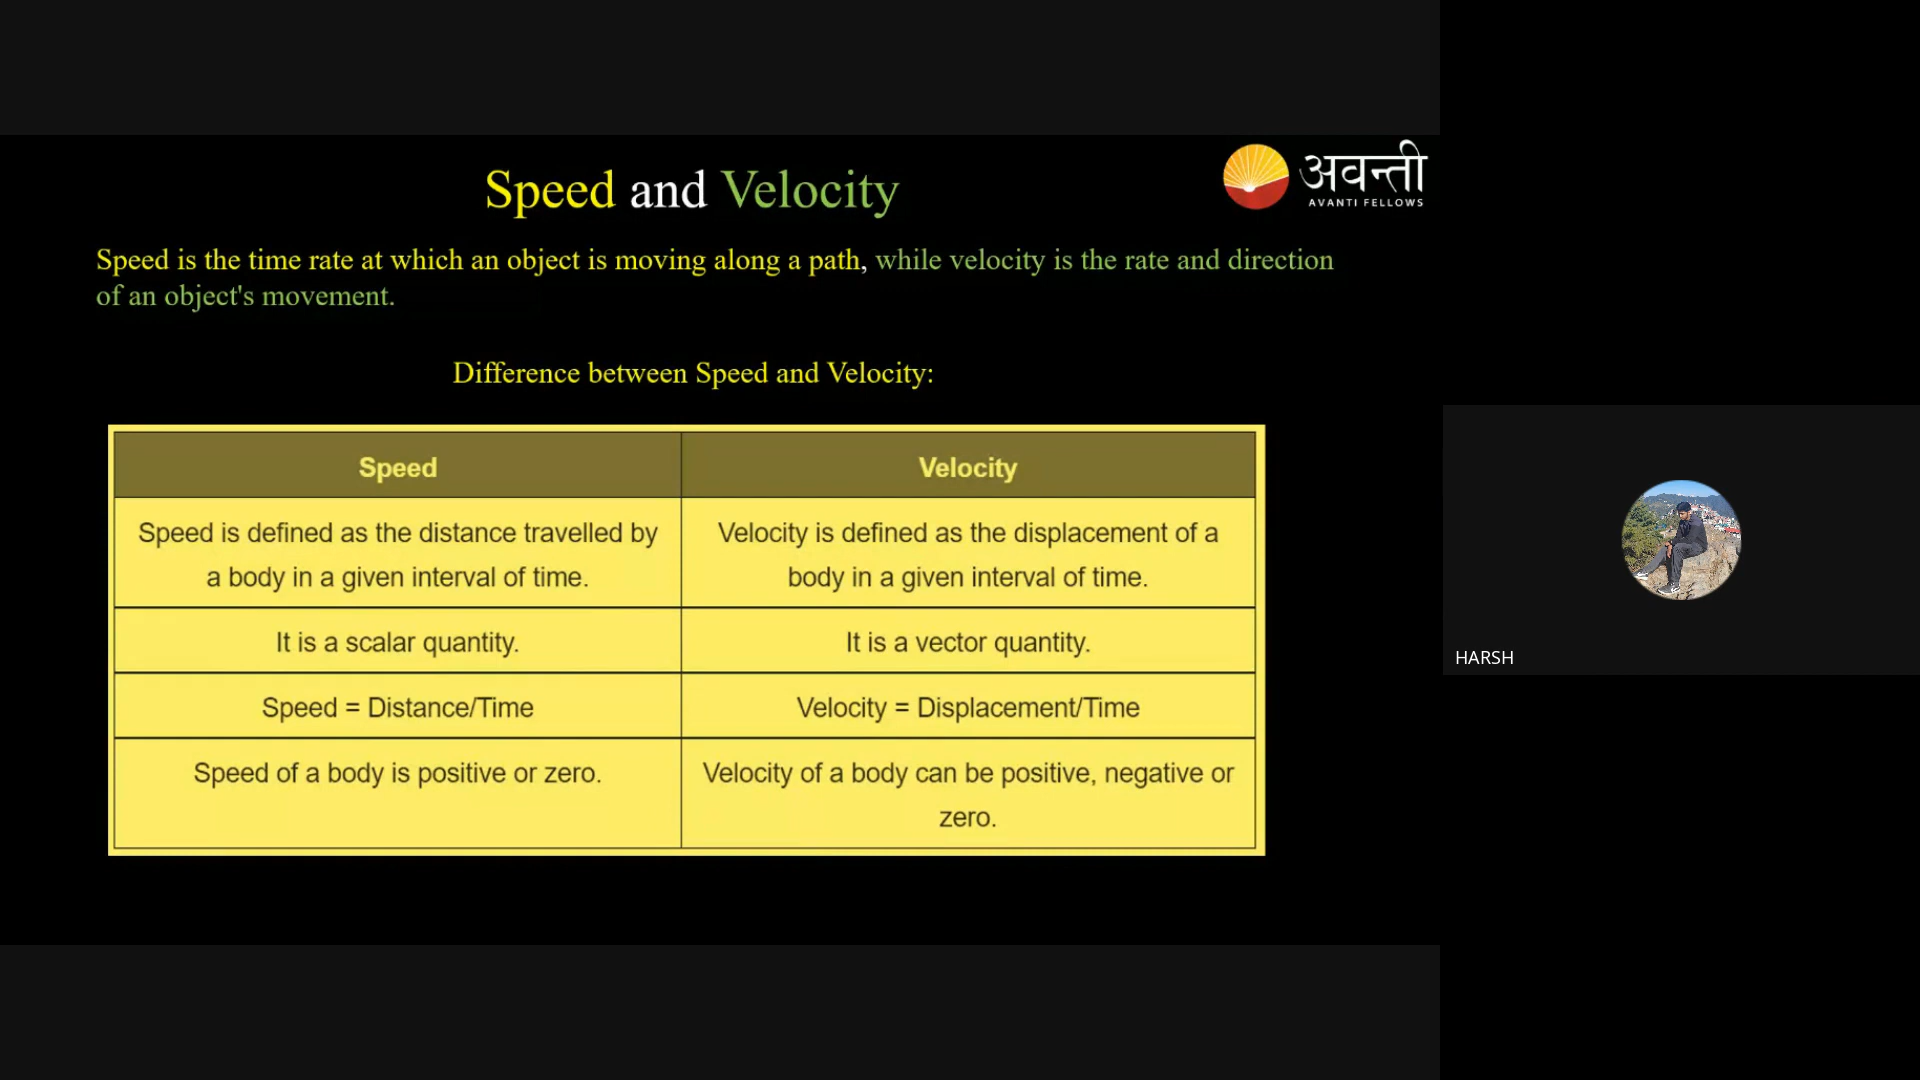 Speed and Velocity
अवन्ती
AVANTI FELLOWS
Speed is the time rate at which an object is moving along a path, while velocity is the rate and direction
of an object's movement.
Difference between Speed and Velocity:
Speed
Velocity
Speed is defined as the distance travelled by
a body in a given interval of time.
Velocity is defined as the displacement of a
body in a given interval of time.
It is a scalar quantity.
It is a vector quantity.
Speed = Distance/Time
Velocity = Displacement/Time
Speed of a body is positive or zero.
Velocity of a body can be positive, negative or
zero.
HARSH